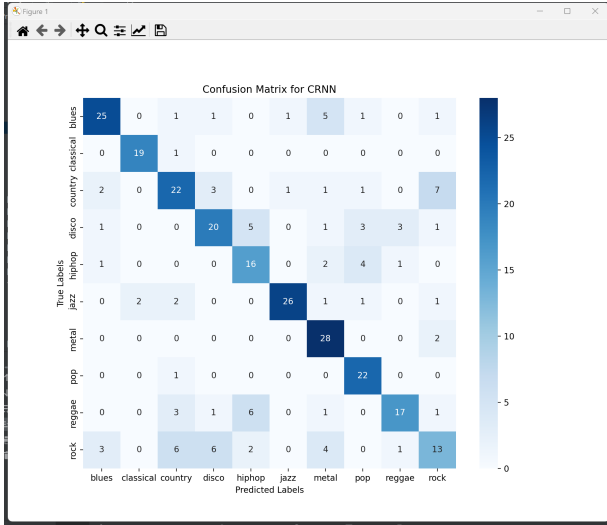 Figure 1
Confusion Matrix for CRNN
True Labels
blues 25 0 1 1 0 1 5 1 0 1
classical 0 19 1 0 0 0 0 0 0 0
country 2 0 22 3 0 1 1 1 0 7
disco 1 0 0 20 5 0 1 3 3 1
hiphop 1 0 0 0 16 0 2 4 1 0
jazz 0 2 2 0 0 26 1 1 0 1
metal 0 0 0 0 0 0 28 0 0 2
pop 0 0 1 0 0 0 0 22 0 0
reggae 0 0 3 1 6 0 1 0 17 1
rock 3 0 6 6 2 0 4 0 1 13
blues classical country disco hiphop jazz metal pop reggae rock
Predicted Labels
25
20
15
10
5
0